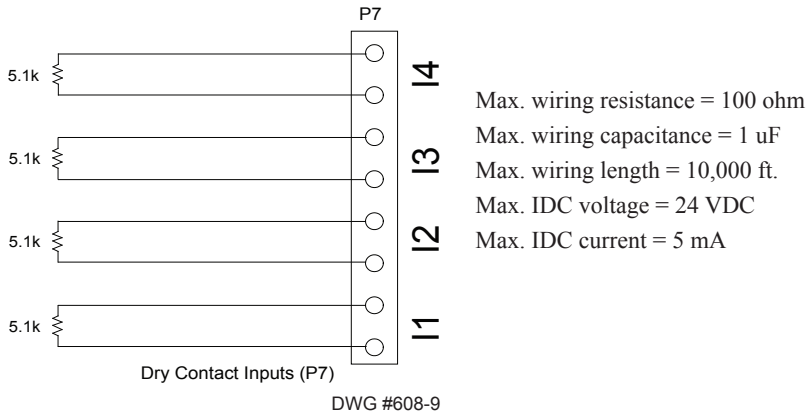 P7
5.1k
I4
5.1k
I3
5.1k
I2
5.1k
I1
Max. wiring resistance = 100 ohm
Max. wiring capacitance = 1 uF
Max. wiring length = 10,000 ft.
Max. IDC voltage = 24 VDC
Max. IDC current = 5 mA
Dry Contact Inputs (P7)
DWG #608-9